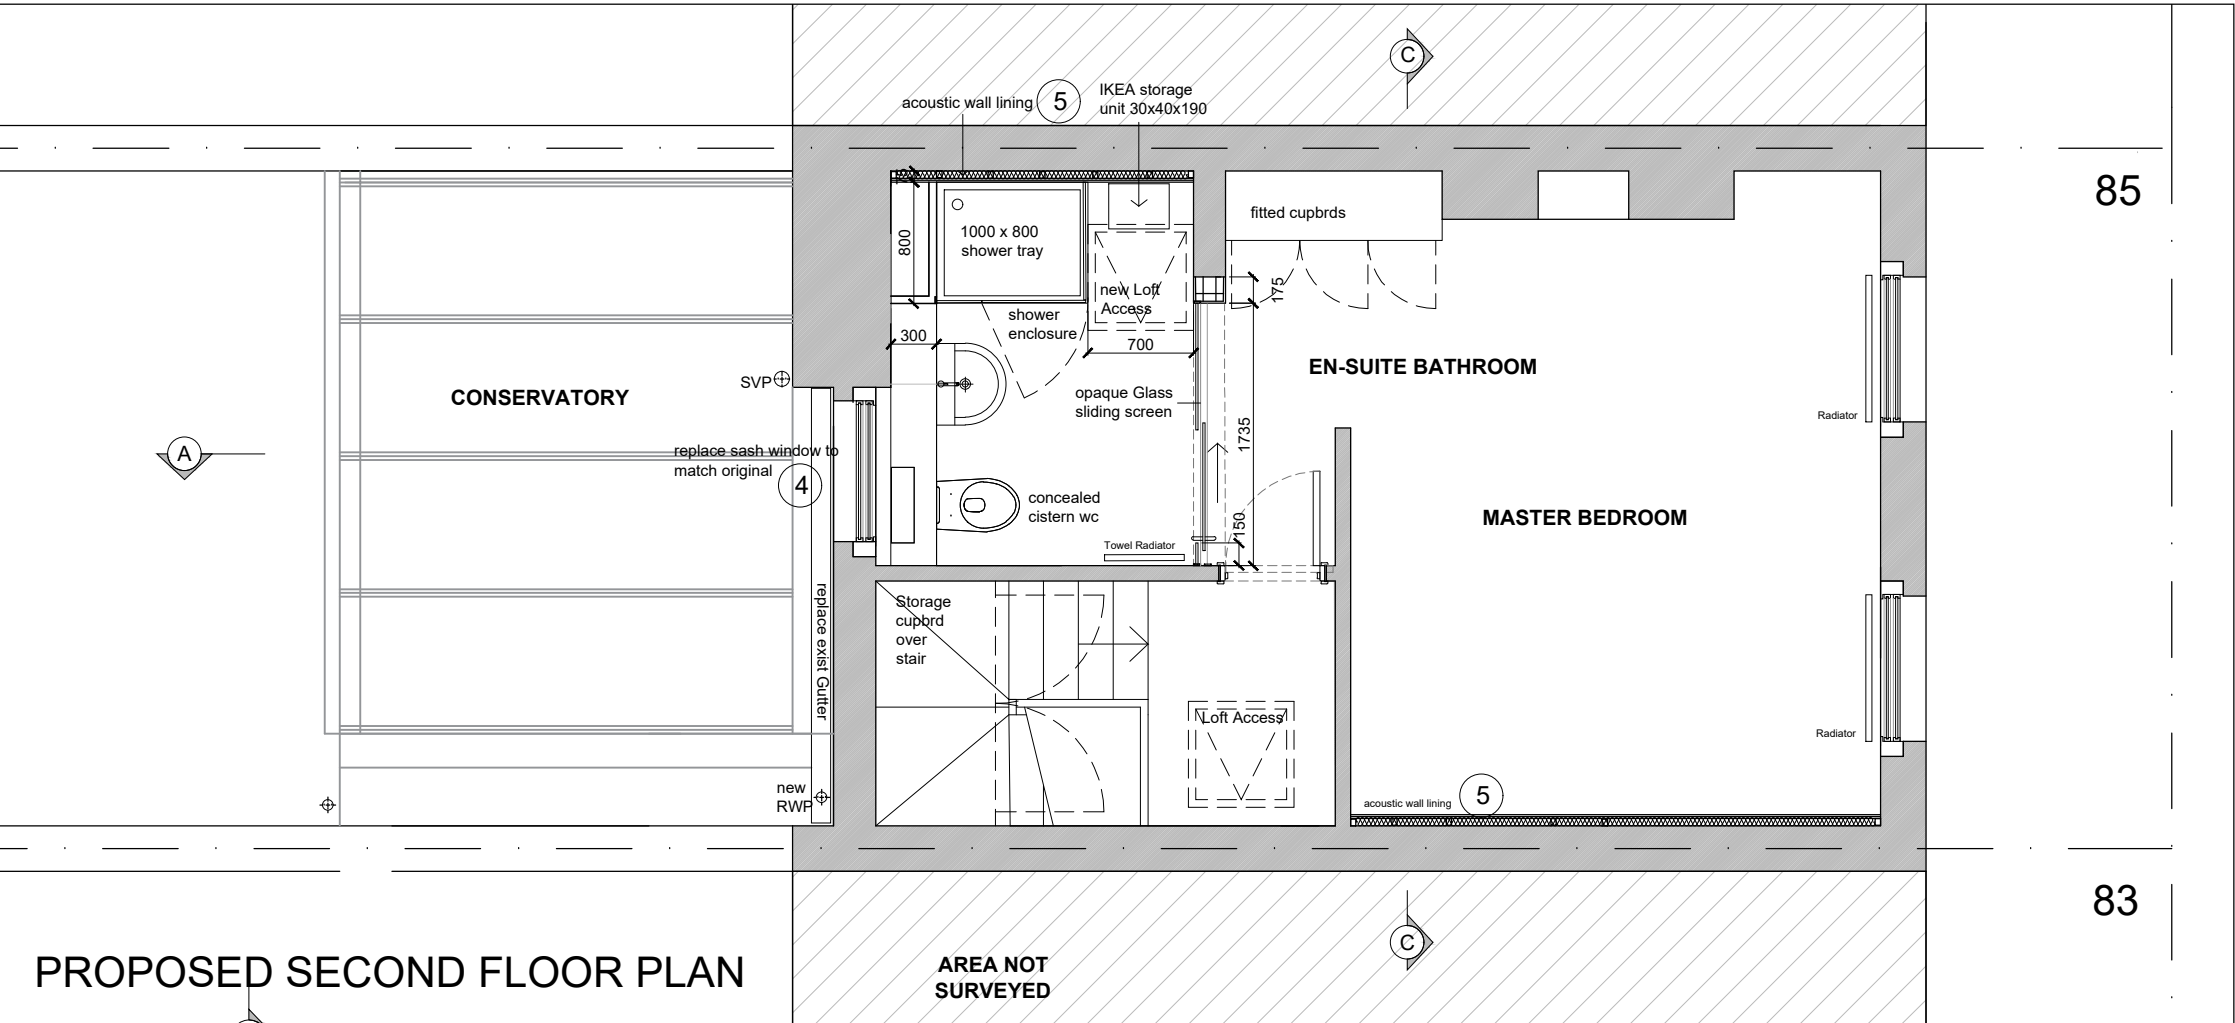 C
acoustic wall lining
5
IKEA storage
unit 30x40x190
85
fitted cupbrds
1000 x 800
shower tray
800
new Loft
Access
175
shower
enclosure
300
700
EN-SUITE BATHROOM
SVP
CONSERVATORY
opaque Glass
sliding screen
Radiator
1735
A
replace sash window to
match original
4
concealed
cistern wc
MASTER BEDROOM
150
Towel Radiator
Storage
cupbrd
over
stair
replace exist Gutter
Loft Access
Radiator
new
RWP
acoustic wall lining
5
83
C
PROPOSED SECOND FLOOR PLAN
AREA NOT
SURVEYED